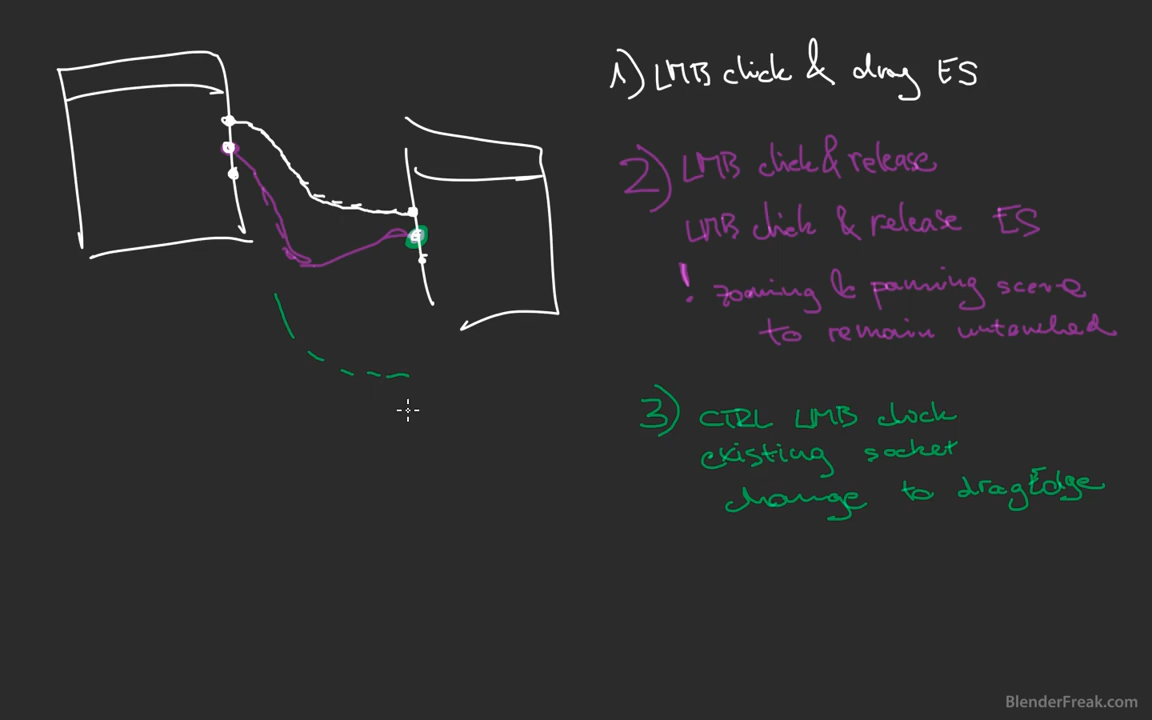 1) LMB click & drag ES
2) LMB click & release
LMB click & release ES
! zooming & panning scene
to remain untouched
3) CTRL LMB click
existing socket
change to dragEdge
BlenderFreak.com